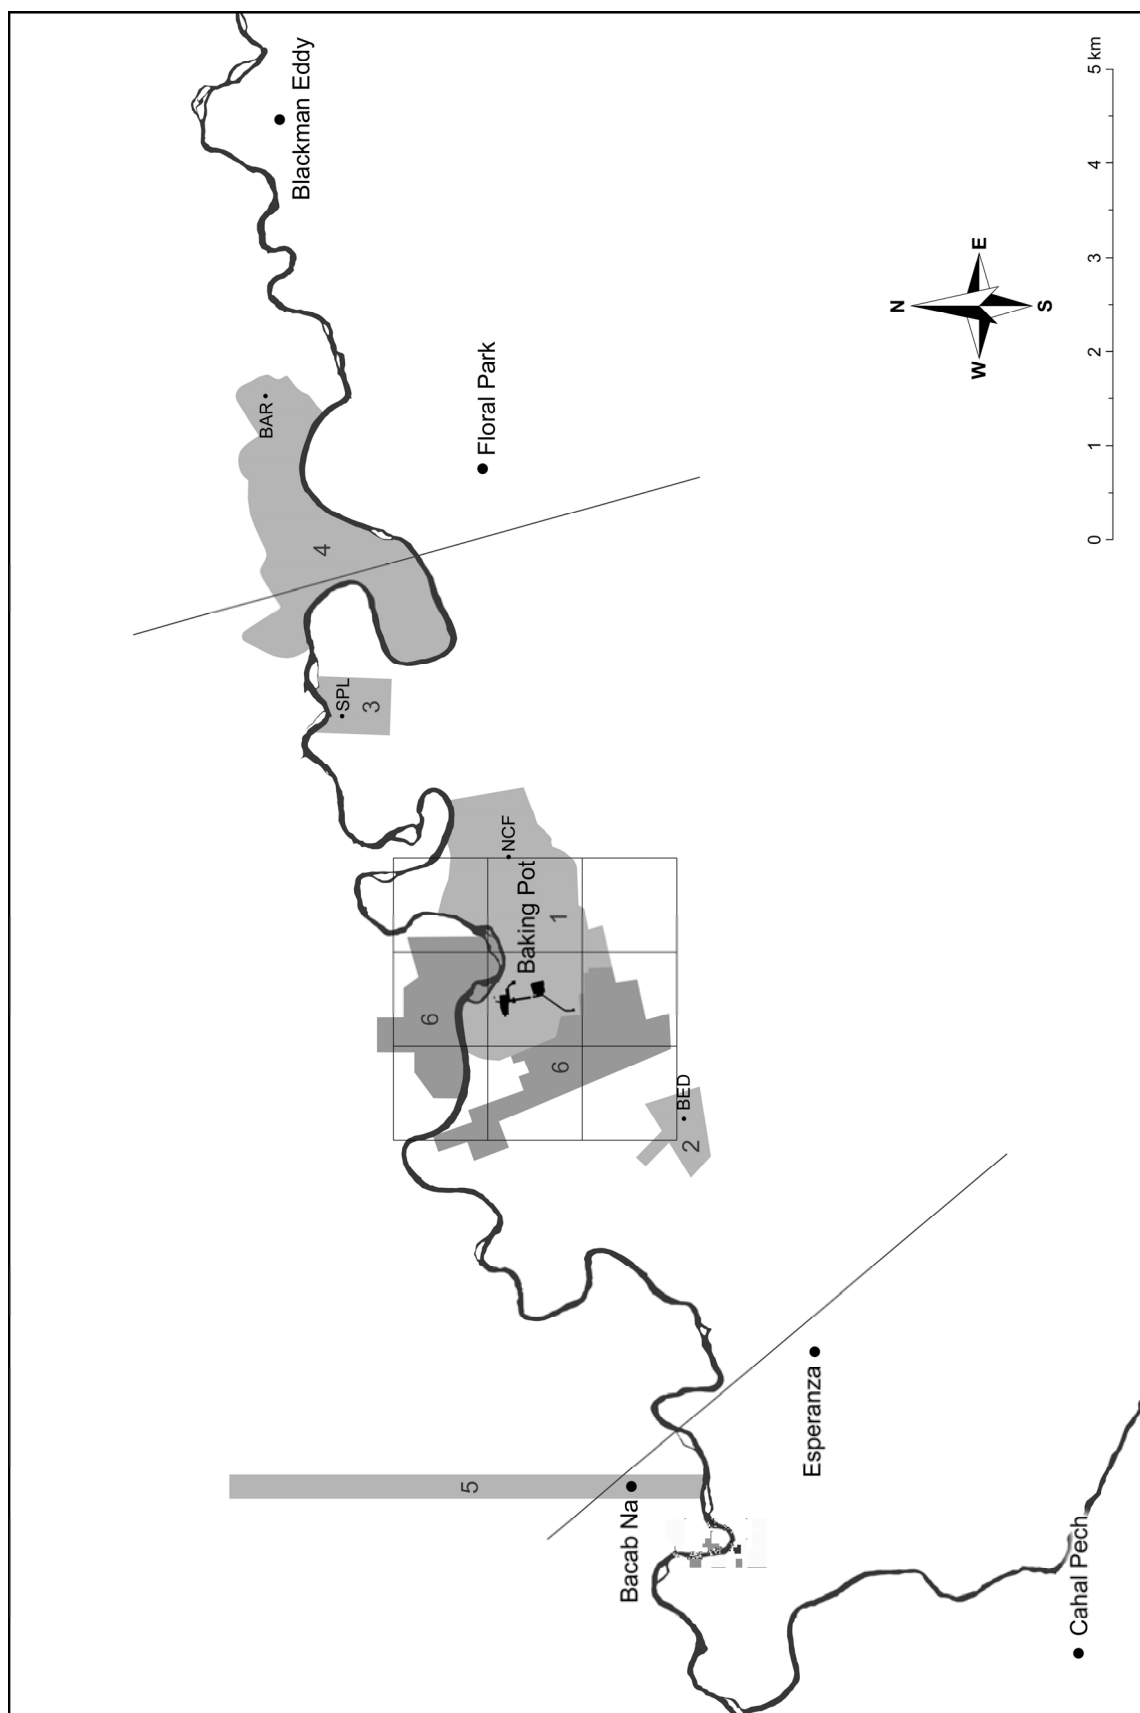 BAR
Blackman Eddy
4
SPL
3
6
5
Floral Park
NCF
Baking Pot
1
6
Bacab Na
BED
2
Esperanza
N
W E
S
Cahal Pech
0 1 2 3 4 5 km